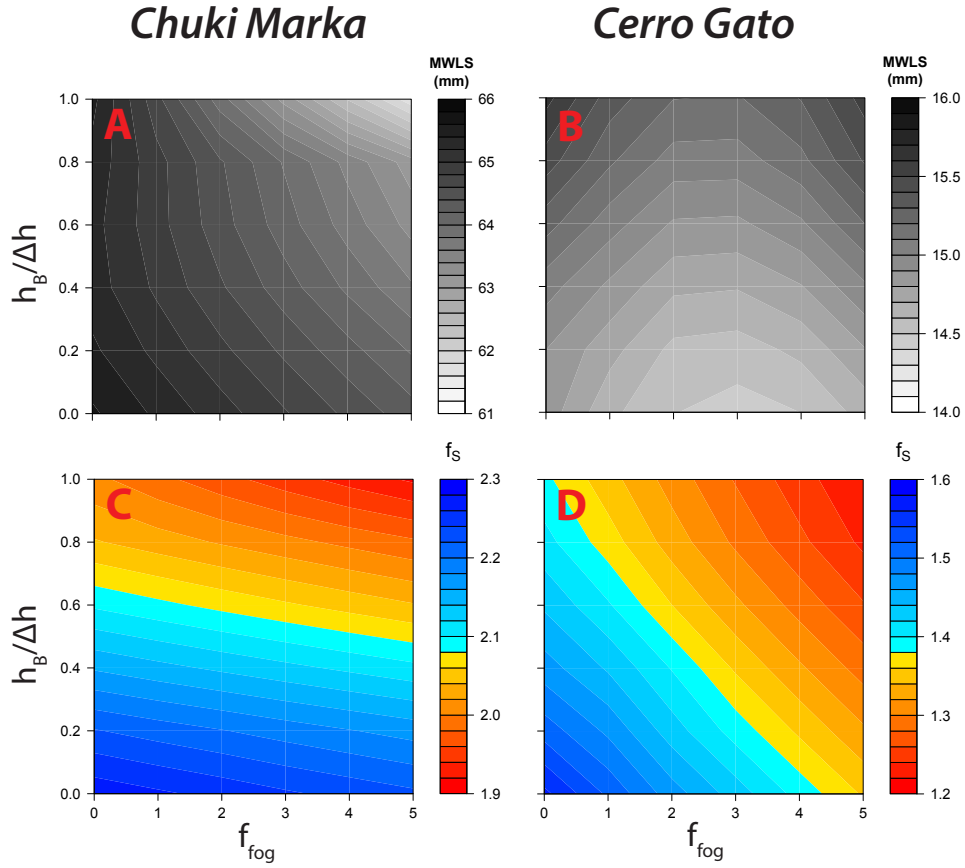 Chuki Marka
Cerro Gato
MWLS
(mm)
MWLS
(mm)
A
B
1.0
0.8
0.6
0.4
0.2
0.0
66
65
64
63
62
61
16.0
15.5
15.0
14.5
14.0
h_B/Δh
f_S
f_S
C
D
1.0
0.8
0.6
0.4
0.2
0.0
2.3
2.2
2.1
2.0
1.9
1.6
1.5
1.4
1.3
1.2
h_B/Δh
0 1 2 3 4 5
0 1 2 3 4 5
f_fog
f_fog